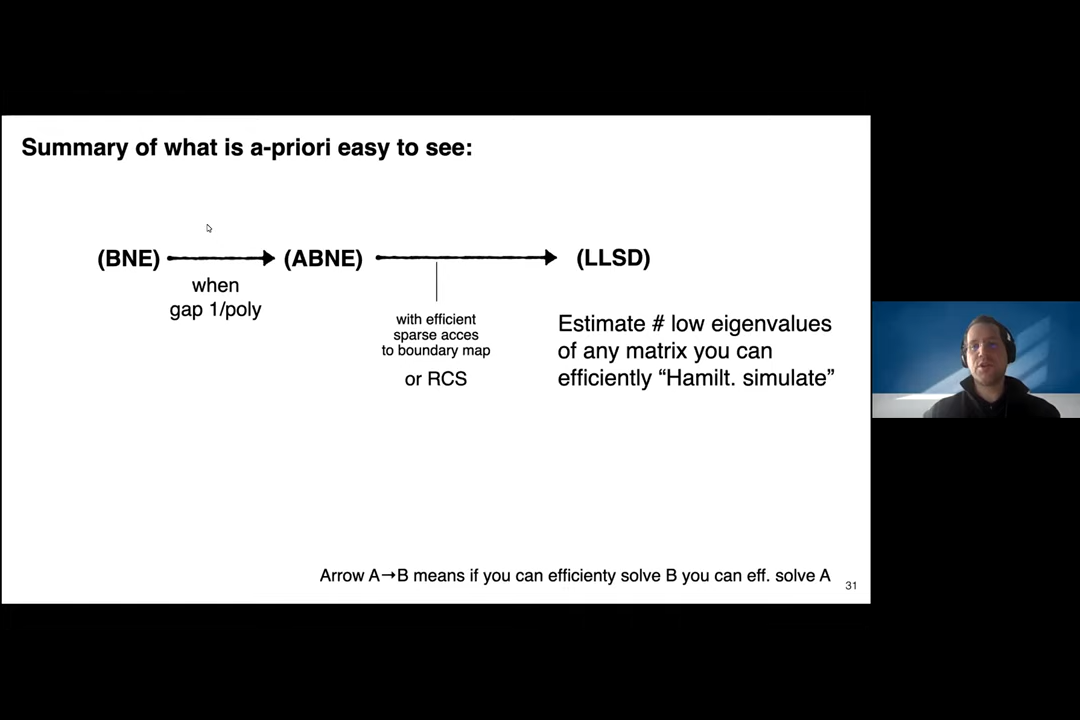 Summary of what is a-priori easy to see:
(BNE) (ABNE) (LLSD)
when
gap 1/poly
with efficient
sparse acces
to boundary map
or RCS
Estimate # low eigenvalues
of any matrix you can
efficiently “Hamilt. simulate”
Arrow A→B means if you can efficienty solve B you can eff. solve A
31